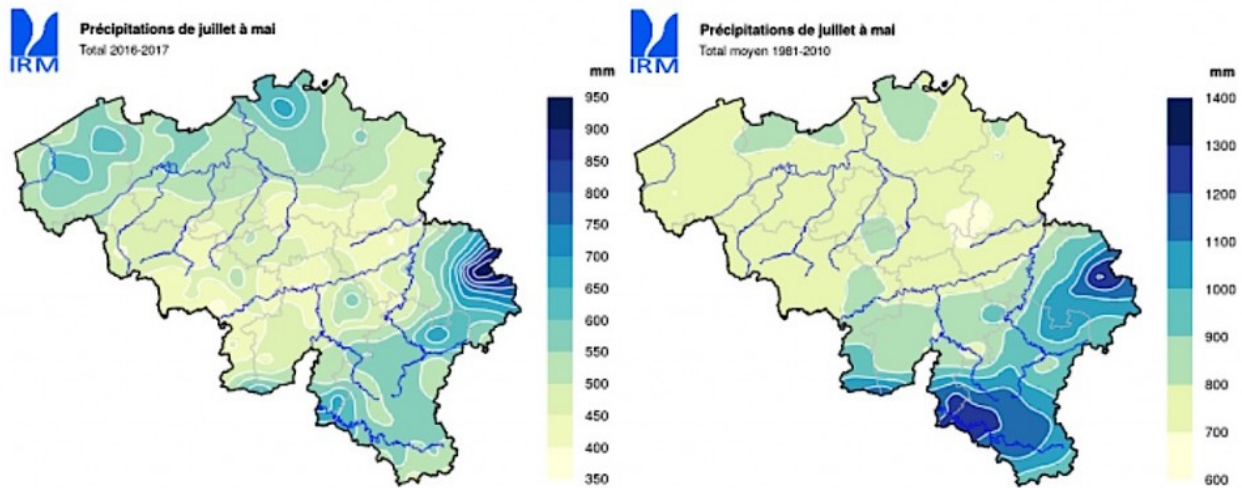 IRM
Précipitations de juillet à mai
Total 2016-2017
mm
950
900
850
800
750
700
650
600
550
500
450
400
350
IRM
Précipitations de juillet à mai
Total moyen 1981-2010
mm
1400
1300
1200
1100
1000
900
800
700
600